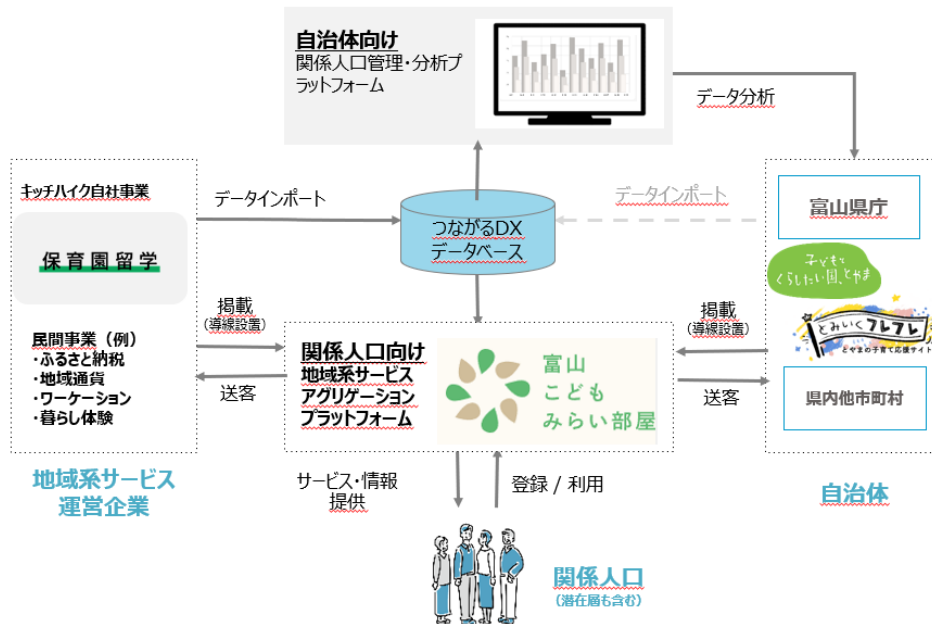 自治体向け
関係人口管理・分析プ
ラットフォーム
データ分析
キッチハイク自社事業
保育園留学
データインポート
データインポート
つながるDX
データベース
富山県庁
子どもと
くらしたい国、とやま
とみいくフレフレ
とやまの子育て応援サイト
掲載
(導線設置)
掲載
(導線設置)
民間事業（例）
・ふるさと納税
・地域通貨
・ワーケーション
・暮らし体験
送客
関係人口向け
地域系サービス
アグリゲーション
プラットフォーム
富山
こども
みらい部屋
送客
県内他市町村
地域系サービス
運営企業
サービス・情報
提供
登録 / 利用
自治体
関係人口
(潜在層も含む)